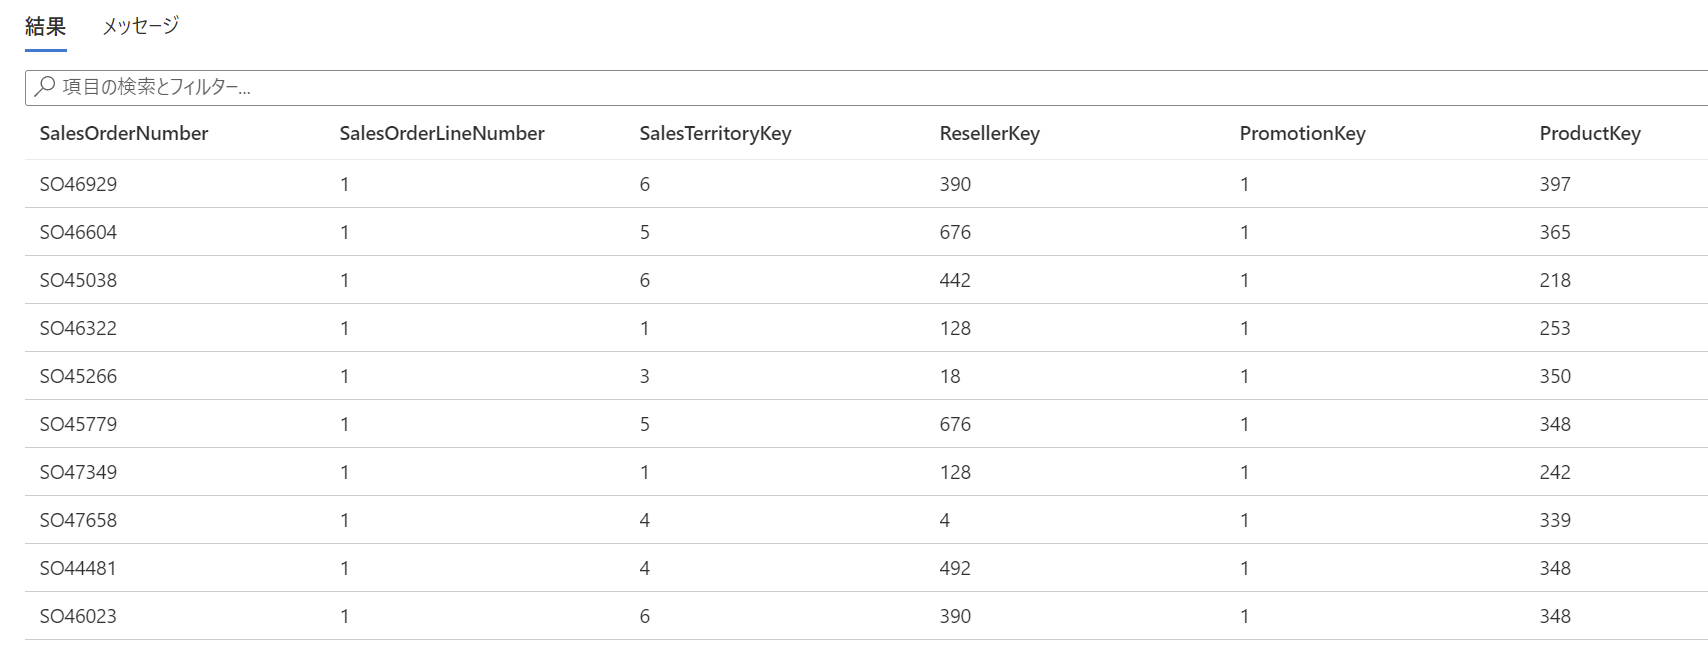 結果 メッセージ
項目の検索とフィルター...
SalesOrderNumber SalesOrderLineNumber SalesTerritoryKey ResellerKey PromotionKey ProductKey
SO46929 1 6 390 1 397
SO46604 1 5 676 1 365
SO45038 1 6 442 1 218
SO46322 1 1 128 1 253
SO45266 1 3 18 1 350
SO45779 1 5 676 1 348
SO47349 1 1 128 1 242
SO47658 1 4 4 1 339
SO44481 1 4 492 1 348
SO46023 1 6 390 1 348